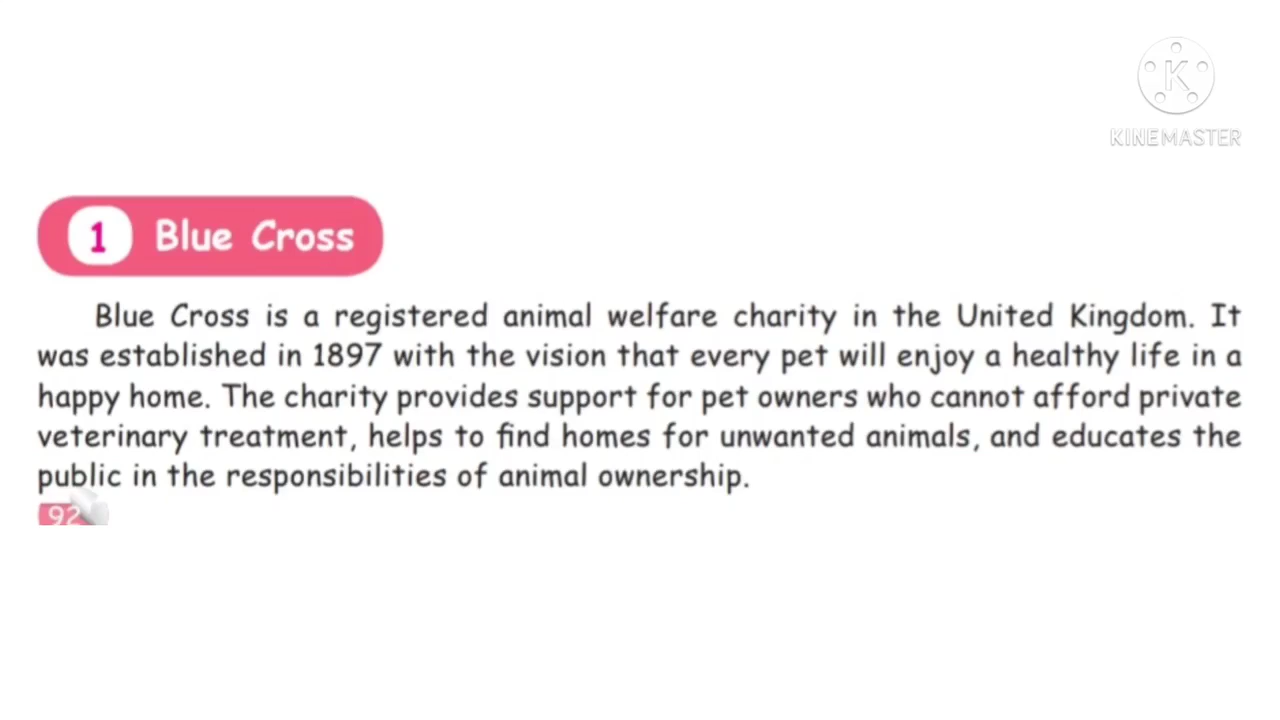 K
KINEMASTER
1 Blue Cross
Blue Cross is a registered animal welfare charity in the United Kingdom. It
was established in 1897 with the vision that every pet will enjoy a healthy life in a
happy home. The charity provides support for pet owners who cannot afford private
veterinary treatment, helps to find homes for unwanted animals, and educates the
public in the responsibilities of animal ownership.
92